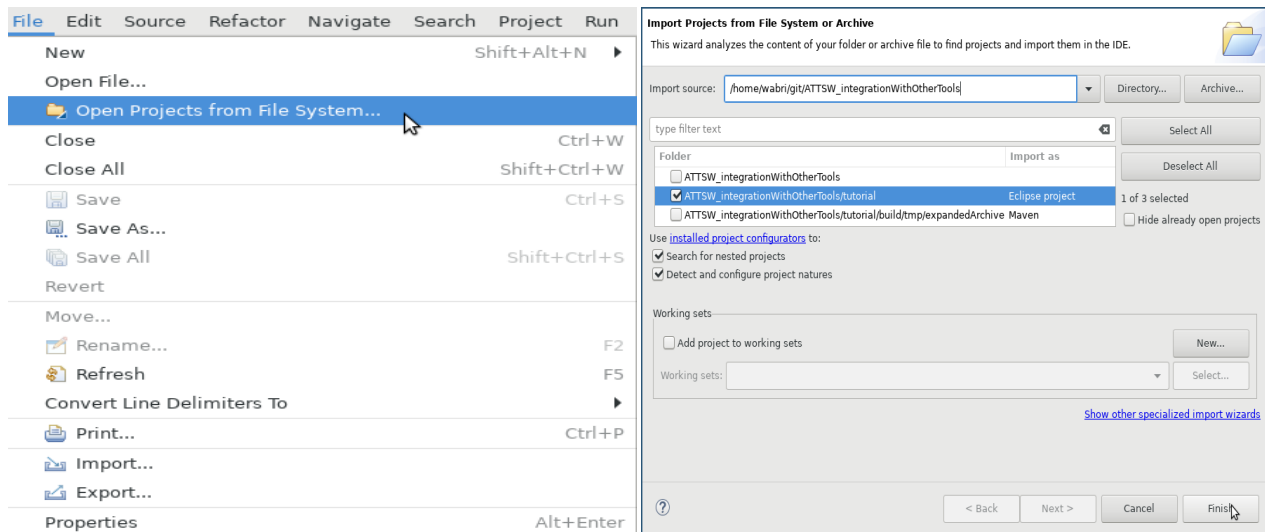 File Edit Source Refactor Navigate Search Project Run
New Shift+Alt+N
Open File...
Open Projects from File System...
Close Ctrl+W
Close All Shift+Ctrl+W
Save Ctrl+S
Save As...
Save All Shift+Ctrl+S
Revert
Move...
Rename... F2
Refresh F5
Convert Line Delimiters To
Print... Ctrl+P
Import...
Export...
Properties Alt+Enter
Import Projects from File System or Archive
This wizard analyzes the content of your folder or archive file to find projects and import them in the IDE.
Import source: /home/wabri/git/ATTSW_integrationWithOtherTools Directory... Archive...
type filter text Select All
Folder Import as
Deselect All
ATTSW_integrationWithOtherTools
ATTSW_integrationWithOtherTools/tutorial Eclipse project 1 of 3 selected
ATTSW_integrationWithOtherTools/tutorial/build/tmp/expandedArchive Maven Hide already open projects
Use installed project configurators to:
Search for nested projects
Detect and configure project natures
Working sets
Add project to working sets New...
Working sets: Select...
Show other specialized import wizards
? < Back Next > Cancel Finish